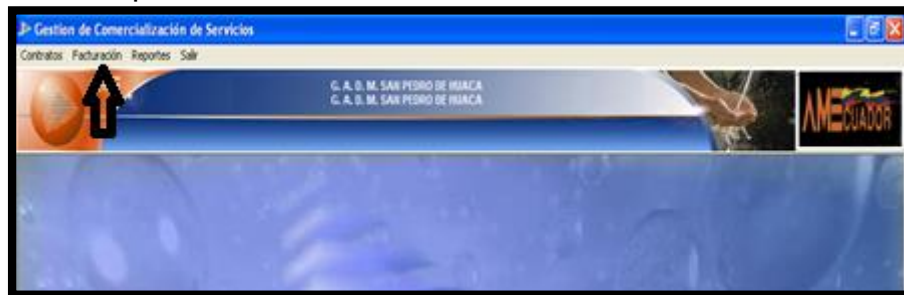 Gestion de Comercialización de Servicios
Contratos Facturación Reportes Salir
G. A. D. M. SAN PEDRO DE HUACA
G. A. D. M. SAN PEDRO DE HUACA
AMECUADOR